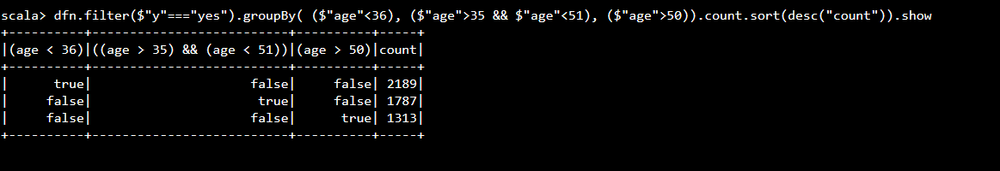 scala> dfn.filter($"y"==="yes").groupBy( ($"age"<36), ($"age">35 && $"age"<51), ($"age">50)).count.sort(desc("count")).show
+----------+--------------------------+----------+-----+
|(age < 36)|((age > 35) && (age < 51))|(age > 50)|count|
+----------+--------------------------+----------+-----+
|      true|                     false|     false| 2189|
|     false|                      true|     false| 1787|
|     false|                     false|      true| 1313|
+----------+--------------------------+----------+-----+